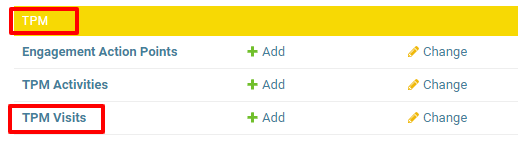 TPM
Engagement Action Points Add Change
TPM Activities Add Change
TPM Visits Add Change